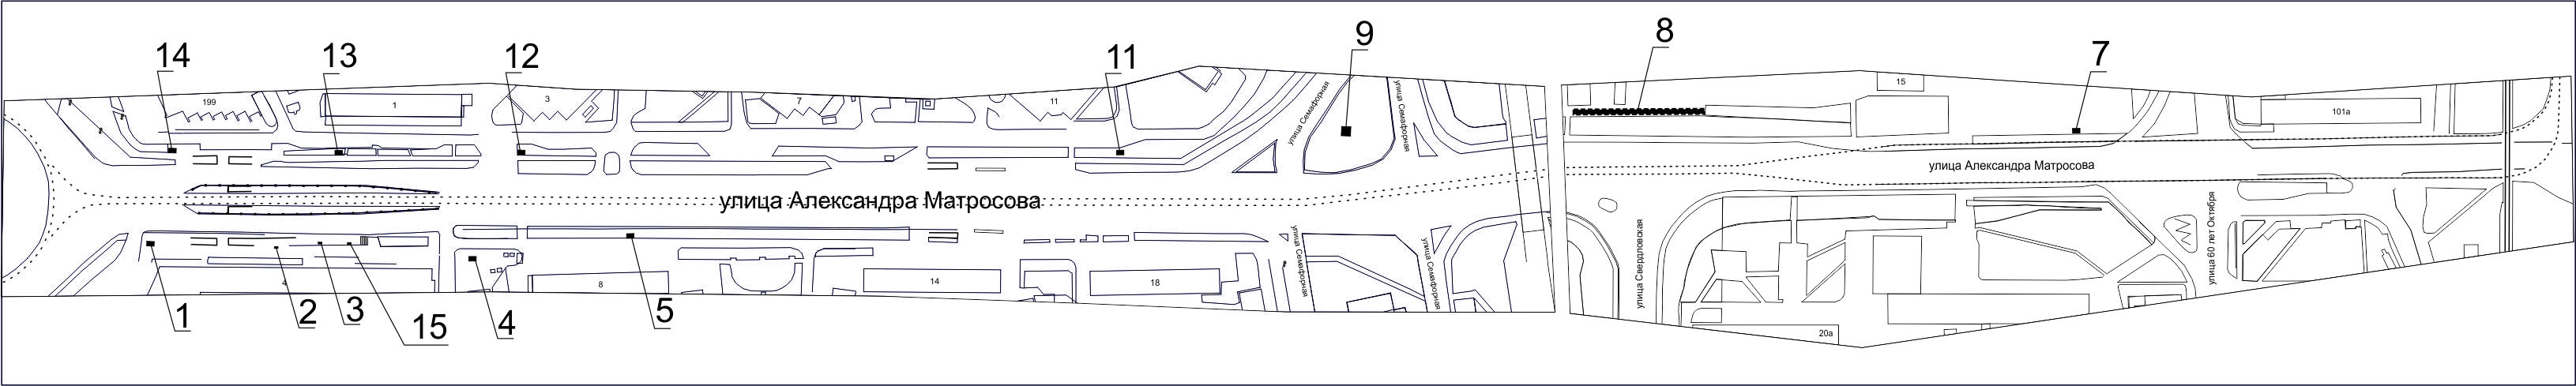 14
13
12
11
9
8
7
199
1
3
7
11
15
101а
улица Семафорная
улица Семафорная
улица Александра Матросова
улица Александра Матросова
улица Семафорная
улица Семафорная
улица Свердловская
улица 60 лет Октября
4
8
14
18
20а
1
2
3
15
4
5